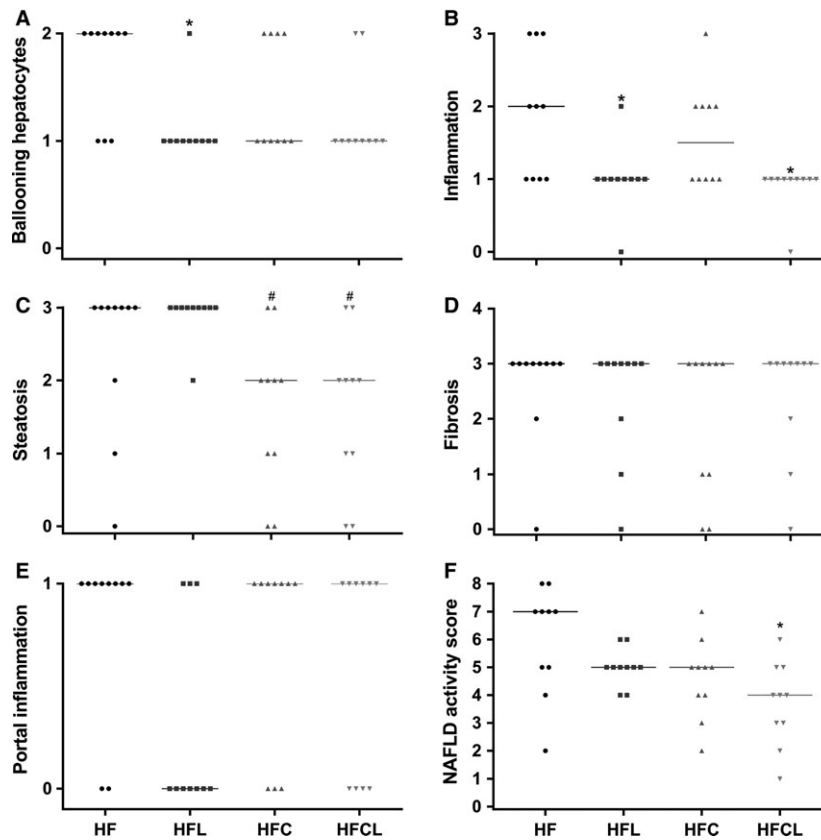 A
Ballooning hepatocytes
2
1
0
*
B
Inflammation
3
2
1
0
*
*
C
Steatosis
3
2
1
0
#
#
D
Fibrosis
4
3
2
3
1
0
E
Portal inflammation
1
0
HF HFL HFC HFCL
F
NAFLD activity score
8
7
6
5
4
3
2
1
0
*
HF HFL HFC HFCL